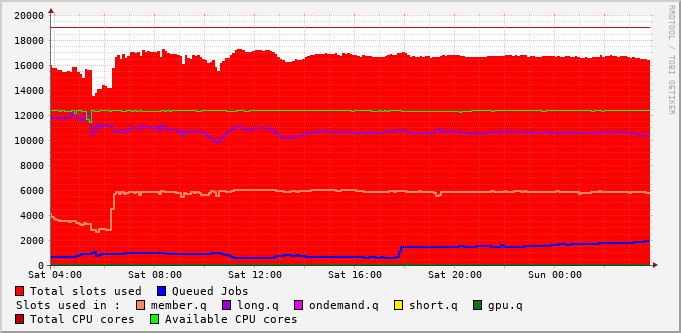 20000
18000
16000
14000
12000
10000
8000
6000
4000
2000
0
Sat 04:00 Sat 08:00 Sat 12:00 Sat 16:00 Sat 20:00 Sun 00:00
RRDTOOL / TOBI OETIKER
Total slots used Queued Jobs
Slots used in : member.q long.q ondemand.q short.q gpu.q
Total CPU cores Available CPU cores